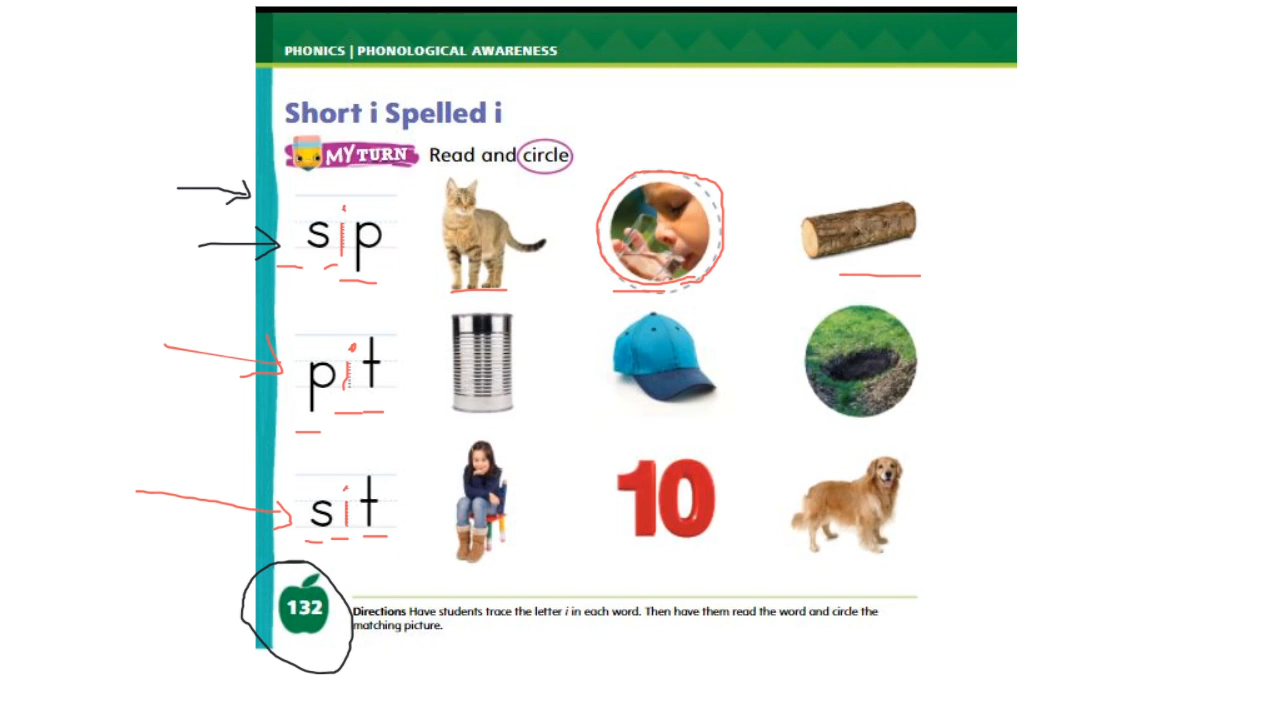 PHONICS | PHONOLOGICAL AWARENESS
Short i Spelled i
MY TURN Read and circle
sip
pit
sit
10
132
Directions Have students trace the letter i in each word. Then have them read the word and circle the
matching picture.